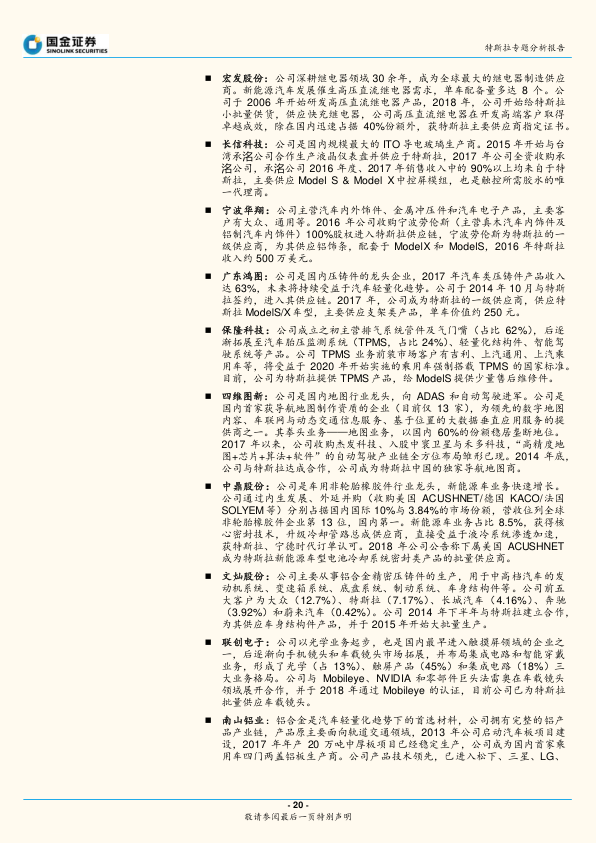 国金证券
SINOLINK SECURITIES
特斯拉专题分析报告
■ 宏发股份：公司深耕继电器领域 30 余年，成为全球最大的继电器制造供应
商。新能源汽车发展催生高压直流继电器需求，单车配备量多达 8 个。公
司于 2006 年开始研发高压直流继电器产品，2018 年，公司开始给特斯拉
小批量供货，供应快充继电器，公司高压直流继电器在开发高端客户取得
卓越成效，除在国内迅速占据 40%份额外，获特斯拉主要供应商指定证书。
■ 长信科技：公司是国内规模最大的 ITO 导电玻璃生产商。2015 年开始与台
湾承洺公司合作生产液晶仪表盘并供应于特斯拉，2017 年公司全资收购承
洺公司，承洺公司 2016 年度、2017 年销售收入中的 90%以上均来自于特
斯拉，主要供应 Model S & Model X 中控屏模组，也是触控所需胶水的唯
一代理商。
■ 宁波华翔：公司主营汽车内外饰件、金属冲压件和汽车电子产品，主要客
户有大众、通用等。2016 年公司收购宁波劳伦斯（主营真木汽车内饰件及
铝制汽车内饰件）100%股权进入特斯拉供应链，宁波劳伦斯为特斯拉的一
级供应商，为其供应铝饰条，配套于 ModelX 和 ModelS，2016 年特斯拉
收入约 500 万美元。
■ 广东鸿图：公司是国内压铸件的龙头企业，2017 年汽车类压铸件产品收入
达 63%，未来将持续受益于汽车轻量化趋势。公司于 2014 年 10 月与特斯
拉签约，进入其供应链。2017 年，公司成为特斯拉的一级供应商，供应特
斯拉 ModelS/X 车型，主要供应支架类产品，单车价值约 250 元。
■ 保隆科技：公司成立之初主营排气系统管件及气门嘴（占比 62%），后逐
渐拓展至汽车胎压监测系统（TPMS，占比 24%）、轻量化结构件、智能驾
驶系统等产品。公司 TPMS 业务前装市场客户有吉利、上汽通用、上汽乘
用车等，将受益于 2020 年开始实施的乘用车强制搭载 TPMS 的国家标准。
目前，公司为特斯拉提供 TPMS 产品，给 ModelS 提供少量售后维修件。
■ 四维图新：公司是国内地图行业龙头，向 ADAS 和自动驾驶进军。公司是
国内首家获导航地图制作资质的企业（目前仅 13 家），为领先的数字地图
内容、车联网与动态交通信息服务、基于位置的大数据垂直应用服务的提
供商之一。其拳头业务——地图业务，以国内 60%的份额稳居垄断地位。
2017 年以来，公司收购杰发科技、入股中寰卫星与禾多科技，“高精度地
图+芯片+算法+软件”的自动驾驶产业链全方位布局雏形已现。2014 年底，
公司与特斯拉达成合作，公司成为特斯拉中国的独家导航地图商。
■ 中鼎股份：公司是车用非轮胎橡胶件行业龙头，新能源车业务快速增长。
公司通过内生发展、外延并购（收购美国 ACUSHNET/德国 KACO/法国
SOLYEM 等）分别占据国内国际 10%与 3.84%的市场份额，营收位列全球
非轮胎橡胶件企业第 13 位，国内第一。新能源车业务占比 8.5%，获得核
心密封技术，升级冷却管路总成供应商，直接受益于液冷系统渗透加速，
获特斯拉、宁德时代订单认可。2018 年公司公告称下属美国 ACUSHNET
成为特斯拉新能源车型电池冷却系统密封类产品的批量供应商。
■ 文灿股份：公司主要从事铝合金精密压铸件的生产，用于中高档汽车的发
动机系统、变速箱系统、底盘系统、制动系统、车身结构件等。公司前五
大客户为大众（12.7%）、特斯拉（7.17%）、长城汽车（4.16%）、奔驰
（3.92%）和蔚来汽车（0.42%）。公司 2014 年下半年与特斯拉建立合作，
为其供应车身结构件产品，并于 2015 年开始大批量生产。
■ 联创电子：公司以光学业务起步，也是国内最早进入触摸屏领域的企业之
一，后逐渐向手机镜头和车载镜头市场拓展，并布局集成电路和智能穿戴
业务，形成了光学（占 13%）、触屏产品（45%）和集成电路（18%）三
大业务格局。公司与 Mobileye、NVIDIA 和零部件巨头法雷奥在车载镜头
领域展开合作，并于 2018 年通过 Mobileye 的认证，目前公司已为特斯拉
批量供应车载镜头。
■ 南山铝业：铝合金是汽车轻量化趋势下的首选材料，公司拥有完整的铝产
品产业链，产品原主要面向轨道交通领域，2013 年公司启动汽车板项目建
设，2017 年年产 20 万吨中厚板项目已经稳定生产，公司成为国内首家乘
用车四门两盖铝板生产商。公司产品技术领先，已进入松下、三星、LG、
- 20 -
敬请参阅最后一页特别声明